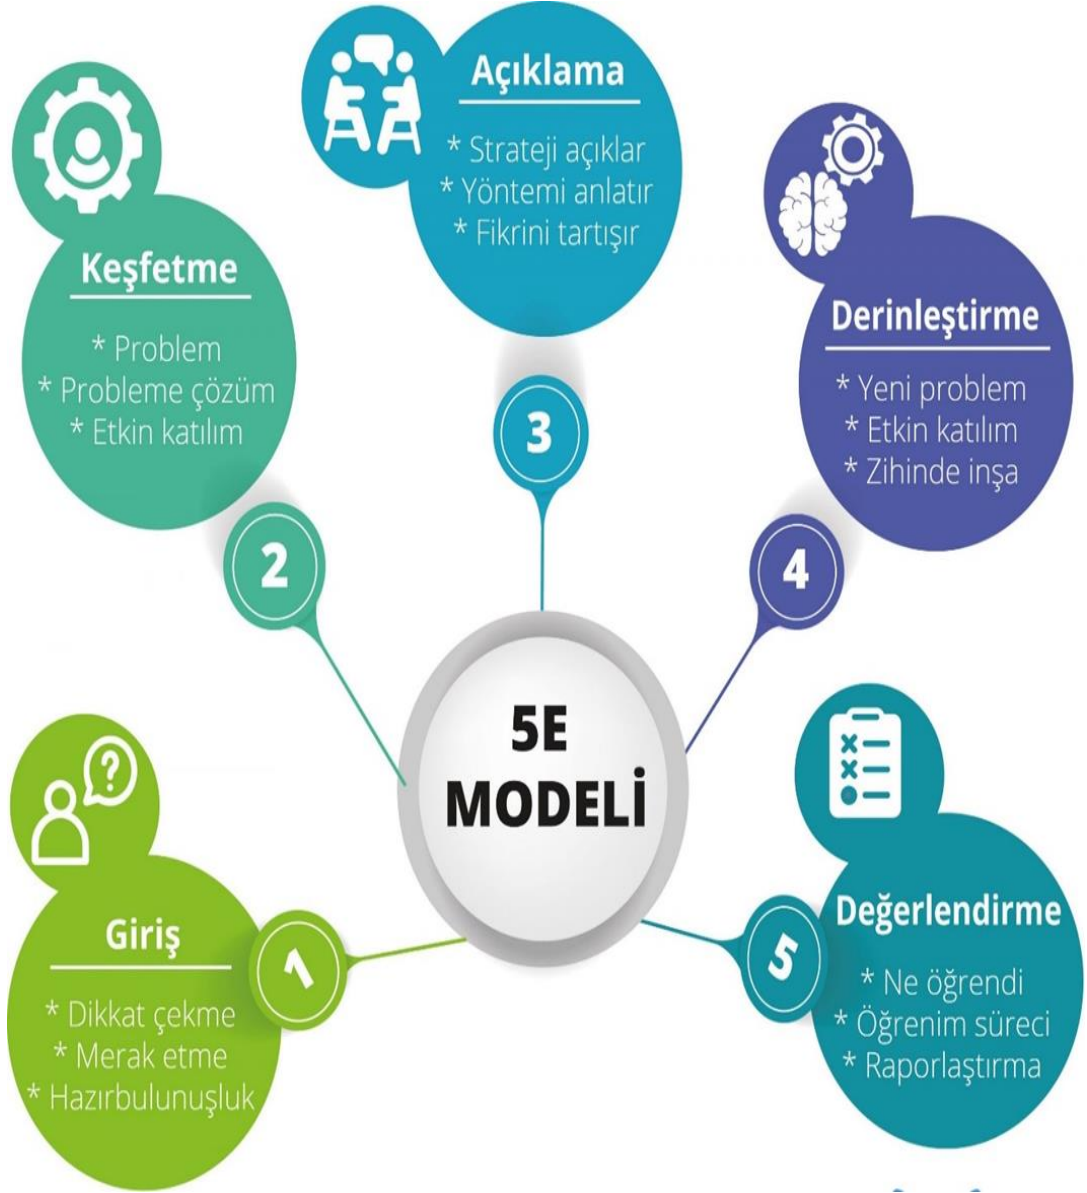 5E
MODELİ
1
Giriş
* Dikkat çekme
* Merak etme
* Hazırbulunuşluk
2
Keşfetme
* Problem
* Probleme çözüm
* Etkin katılım
3
Açıklama
* Strateji açıklar
* Yöntemi anlatır
* Fikrini tartışır
4
Derinleştirme
* Yeni problem
* Etkin katılım
* Zihinde inşa
5
Değerlendirme
* Ne öğrendi
* Öğrenim süreci
* Raporlaştırma
?